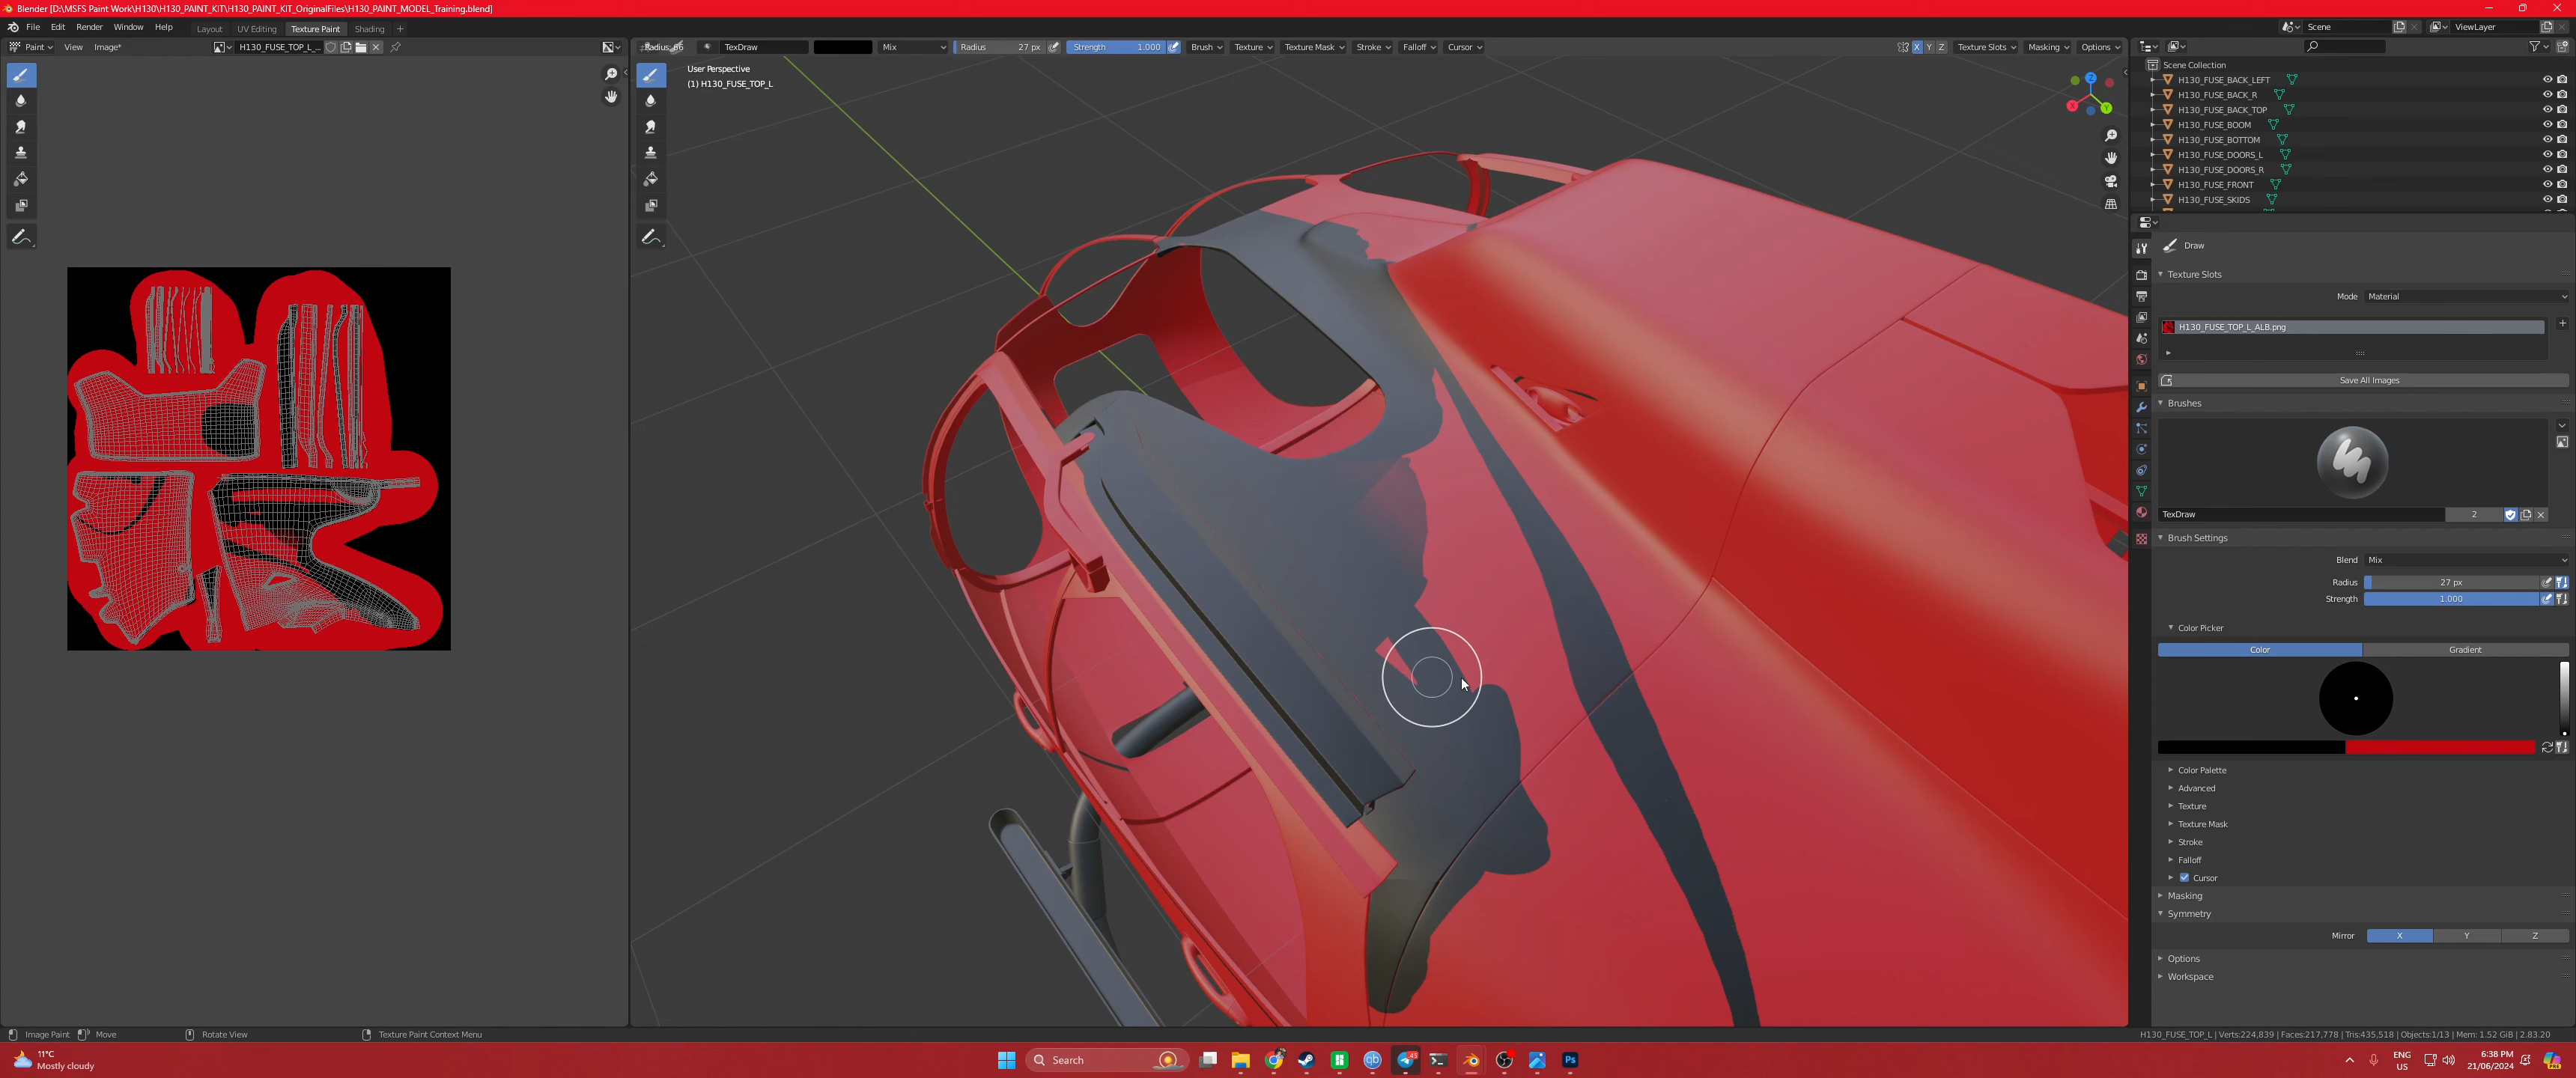 Blender [D:\MSFS Paint Work\H130\H130_PAINT_KIT\H130_PAINT_KIT_OriginalFiles\H130_PAINT_MODEL_Training.blend]
File Edit Render Window Help Layout UV Editing Texture Paint Shading + Scene ViewLayer
Paint View Image* H130_FUSE_TOP_L_... TexDraw Mix Radius 27 px Strength 1.000 Brush Texture Texture Mask Stroke Falloff Cursor X Y Z Texture Slots Masking Options
User Perspective
(1) H130_FUSE_TOP_L
Z
X
Y
Scene Collection
H130_FUSE_BACK_LEFT
H130_FUSE_BACK_R
H130_FUSE_BACK_TOP
H130_FUSE_BOOM
H130_FUSE_BOTTOM
H130_FUSE_DOORS_L
H130_FUSE_DOORS_R
H130_FUSE_FRONT
H130_FUSE_SKIDS
Draw
Texture Slots
Mode Material
H130_FUSE_TOP_L_ALB.png
Save All Images
Brushes
TexDraw 2
Brush Settings
Blend Mix
Radius 27 px
Strength 1.000
Color Picker
Color Gradient
Color Palette
Advanced
Texture
Texture Mask
Stroke
Falloff
Cursor
Masking
Symmetry
Mirror X Y Z
Options
Workspace
Image Paint Move Rotate View Texture Paint Context Menu H130_FUSE_TOP_L | Verts:224,839 | Faces:217,778 | Tris:435,518 | Objects:1/13 | Mem: 1.52 GiB | 2.83.20
11°C
Mostly cloudy
Search
qb
45
Ps
ENG
US
6:38 PM
21/06/2024